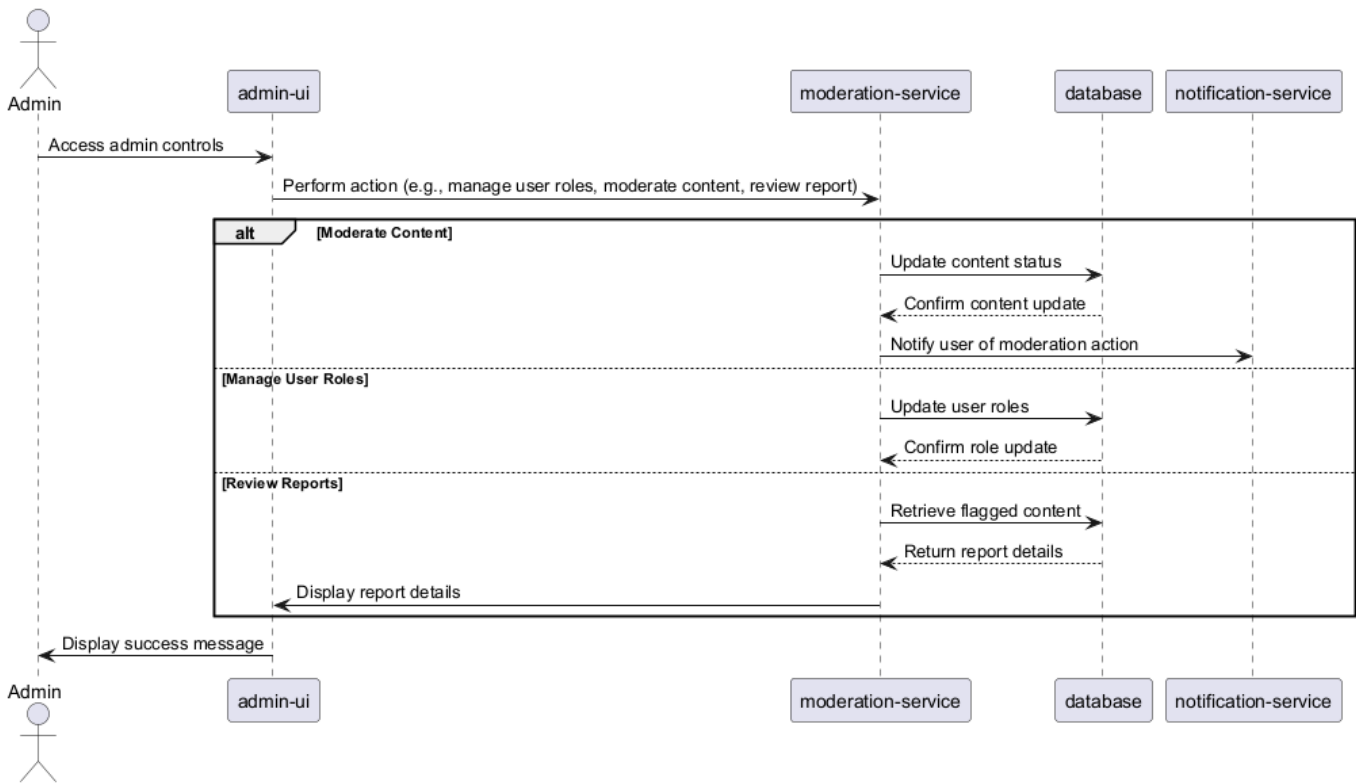 Admin
admin-ui
moderation-service
database
notification-service
Access admin controls
Perform action (e.g., manage user roles, moderate content, review report)
alt
[Moderate Content]
Update content status
Confirm content update
Notify user of moderation action
[Manage User Roles]
Update user roles
Confirm role update
[Review Reports]
Retrieve flagged content
Return report details
Display report details
Display success message
Admin
admin-ui
moderation-service
database
notification-service